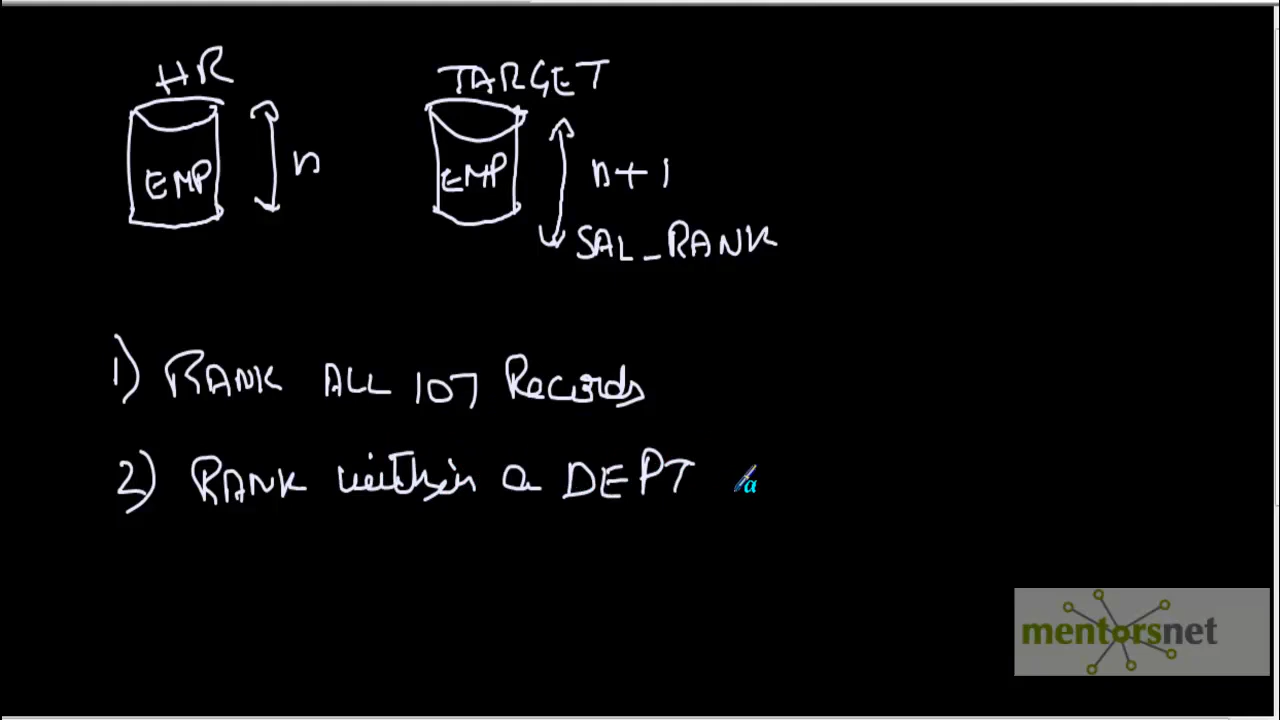 HR
TARGET
EMP
n
EMP
n+1
SAL_RANK
1) RANK ALL 107 Records
2) RANK within a DEPT
a
mentorsnet